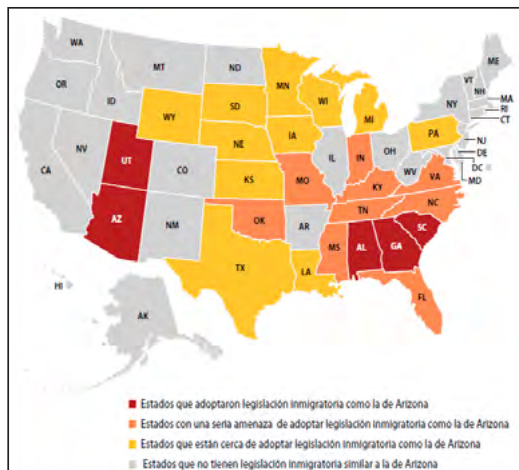 WA
MT
ND
MN
ME
VT
NH
OR
ID
SD
WI
NY
MA
RI
CT
WY
MI
IA
PA
NJ
NE
OH
DE
NV
UT
IL
IN
DC
WV
MD
CA
CO
KS
MO
KY
VA
TN
NC
AZ
NM
OK
AR
SC
MS
AL
GA
TX
LA
HI
FL
AK
Estados que adoptaron legislación inmigratoria como la de Arizona
Estados con una seria amenaza de adoptar legislación inmigratoria como la de Arizona
Estados que están cerca de adoptar legislación inmigratoria como la de Arizona
Estados que no tienen legislación inmigratoria similar a la de Arizona